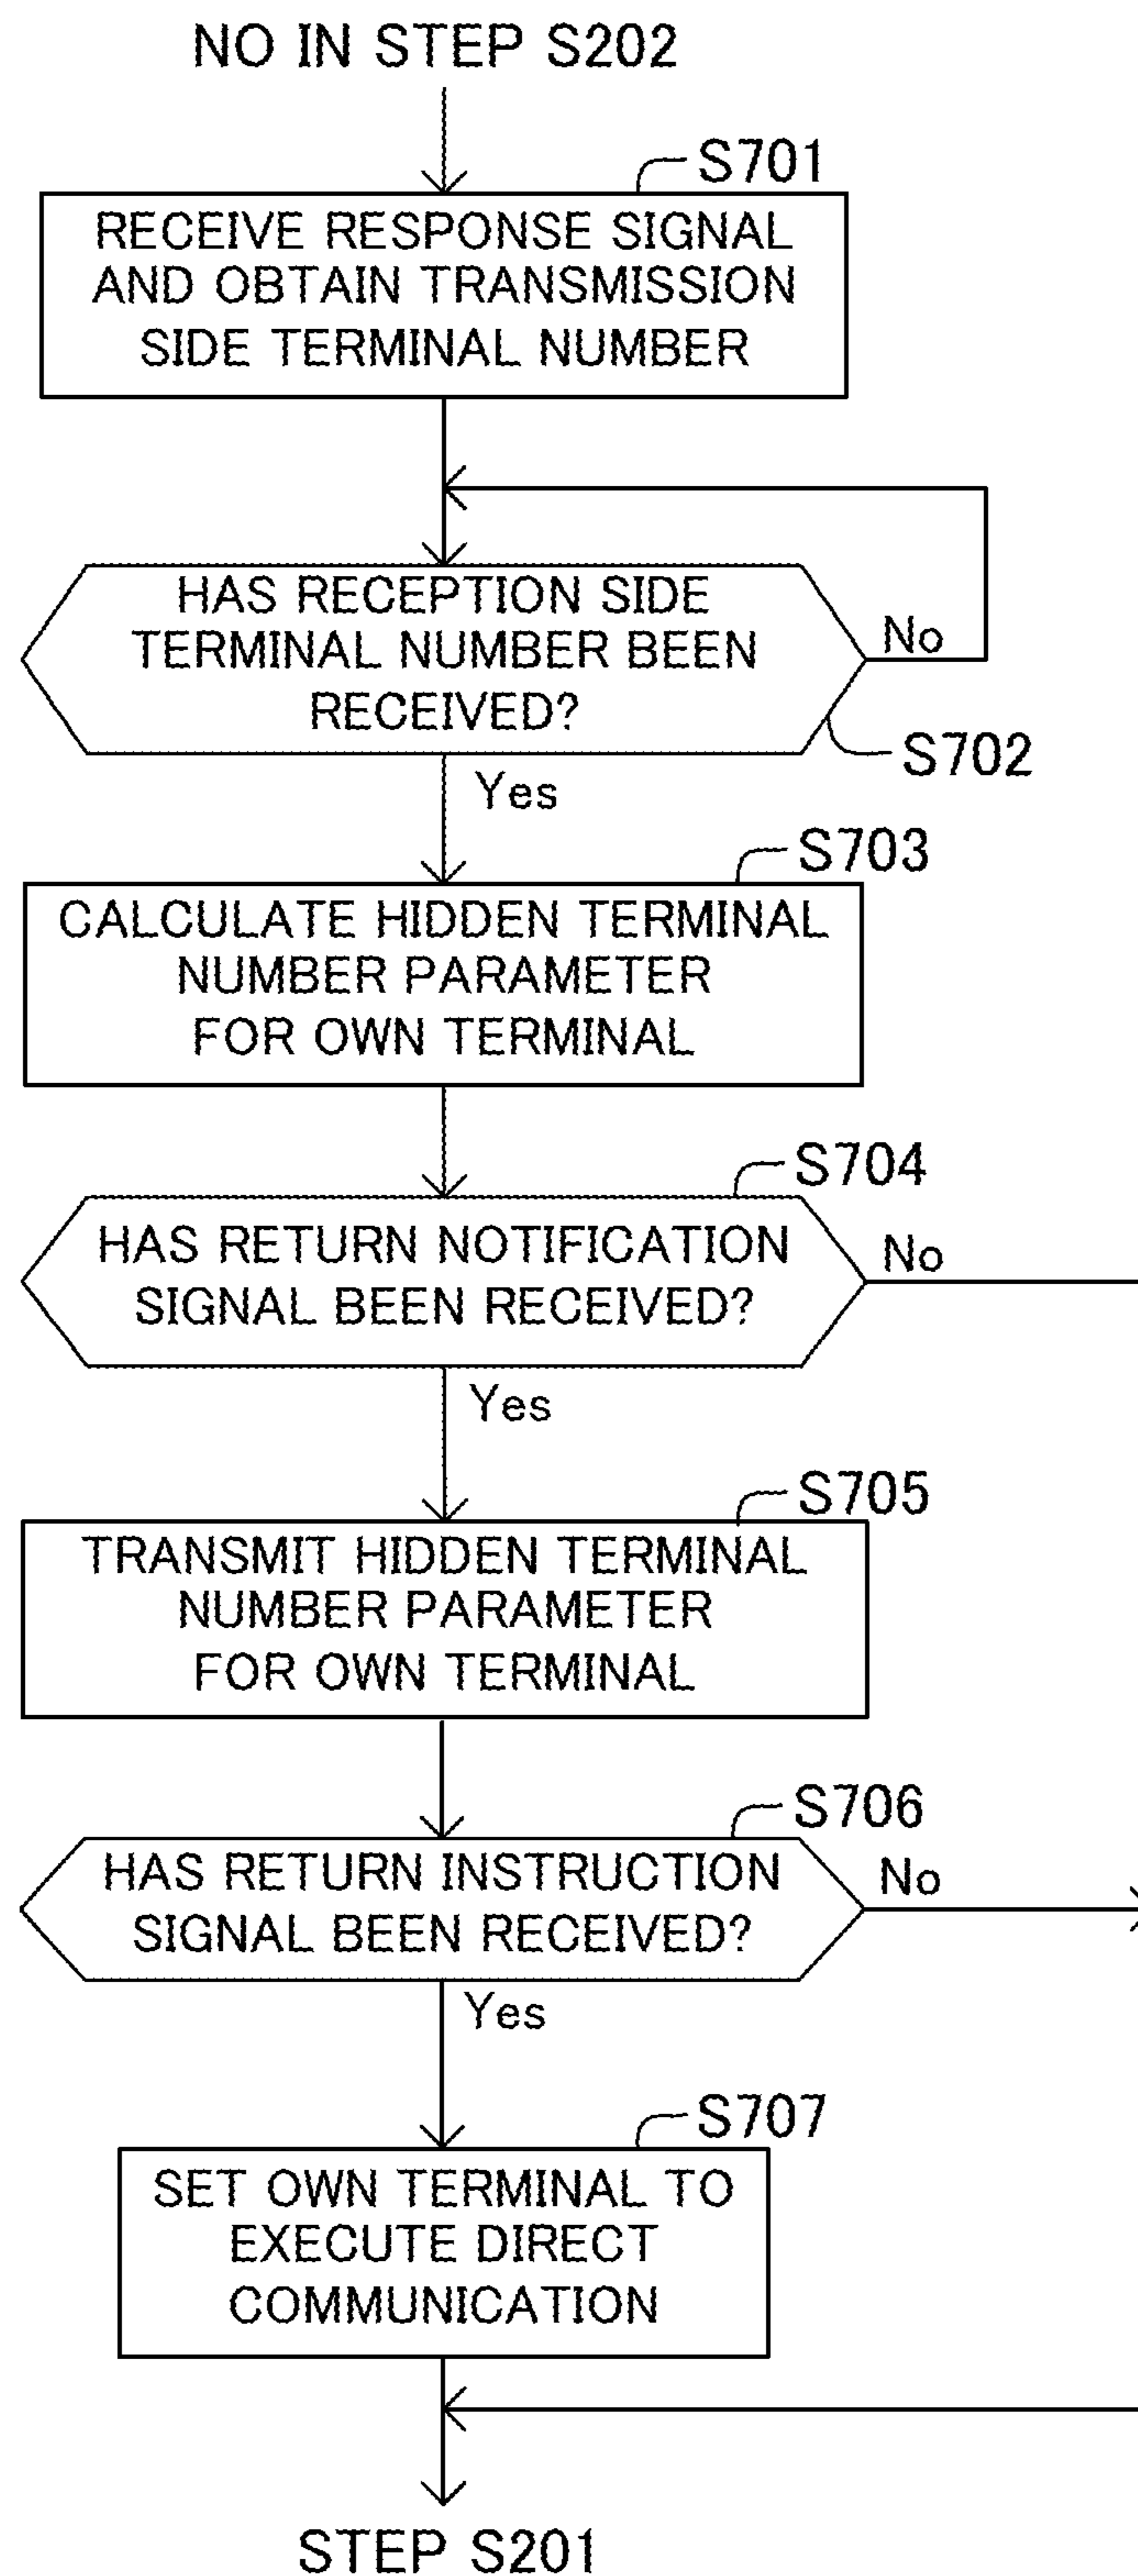 NO IN STEP S202
S701
RECEIVE RESPONSE SIGNAL
AND OBTAIN TRANSMISSION
SIDE TERMINAL NUMBER
HAS RECEPTION SIDE
TERMINAL NUMBER BEEN
RECEIVED?
No
S702
Yes
S703
CALCULATE HIDDEN TERMINAL
NUMBER PARAMETER
FOR OWN TERMINAL
S704
HAS RETURN NOTIFICATION
SIGNAL BEEN RECEIVED?
No
Yes
S705
TRANSMIT HIDDEN TERMINAL
NUMBER PARAMETER
FOR OWN TERMINAL
S706
HAS RETURN INSTRUCTION
SIGNAL BEEN RECEIVED?
No
Yes
S707
SET OWN TERMINAL TO
EXECUTE DIRECT
COMMUNICATION
STEP S201